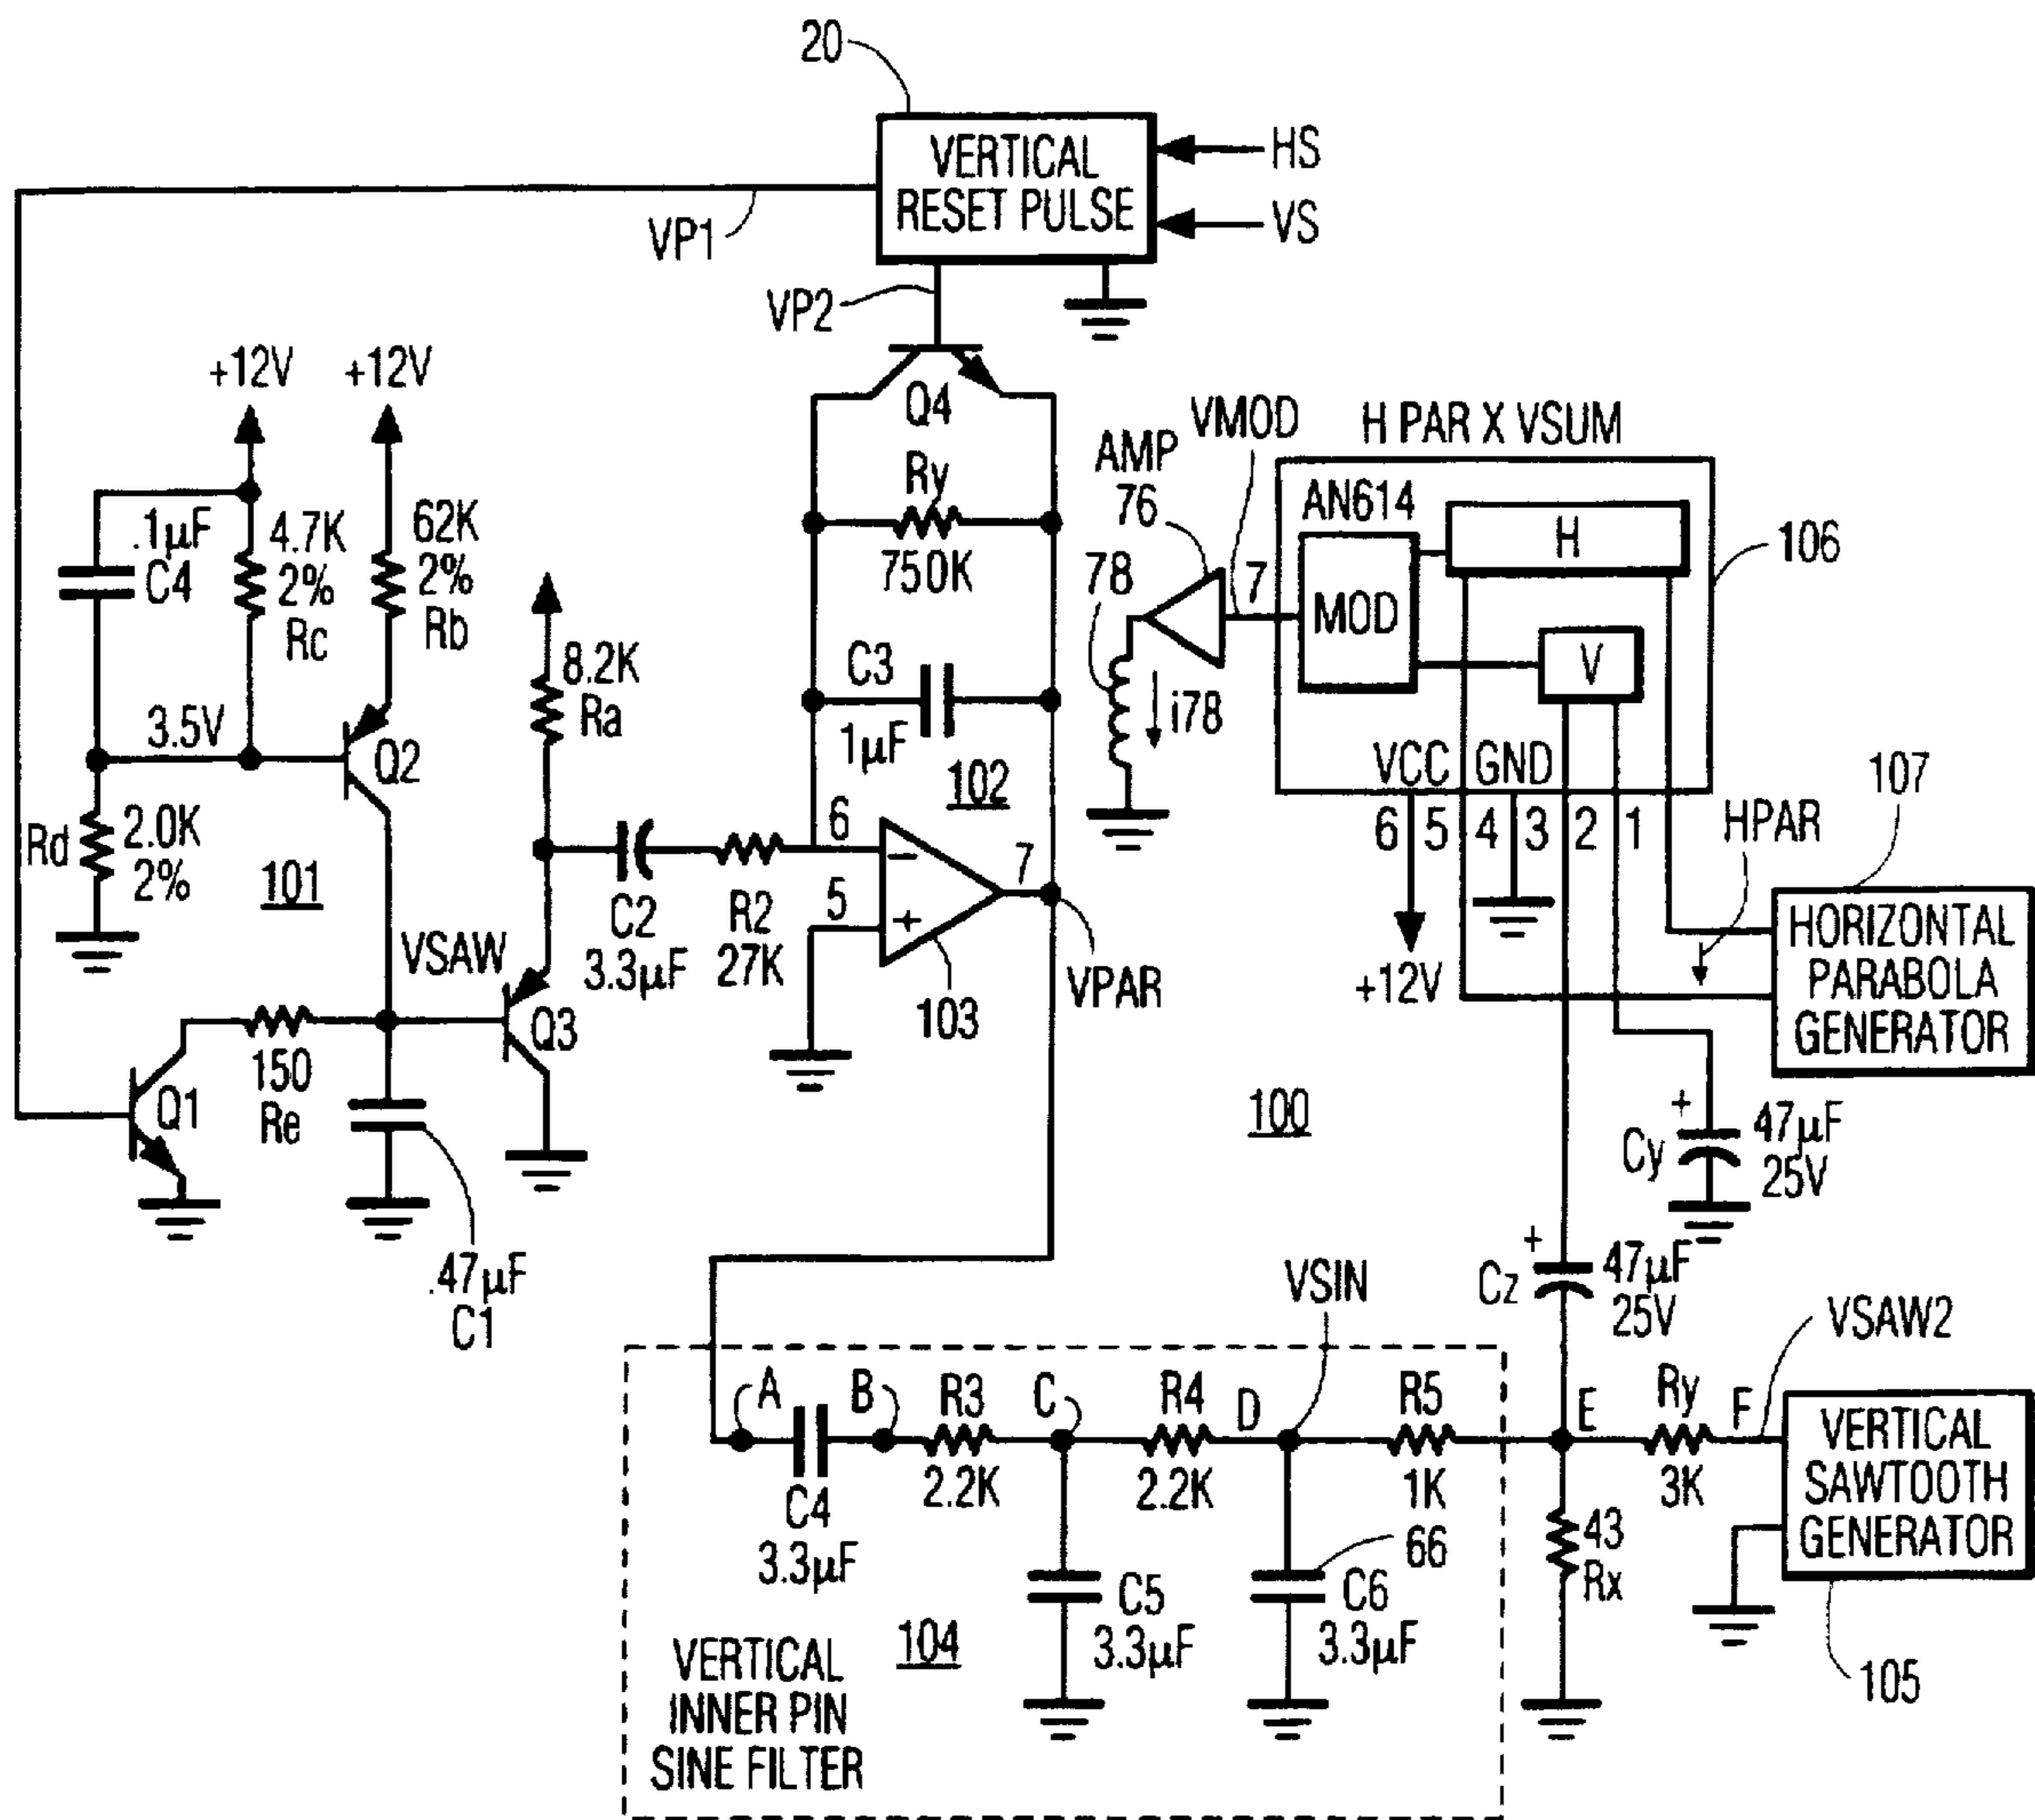 20
VERTICAL
RESET PULSE
HS
VS
VP1
VP2
+12V
+12V
Q4
VMOD
H PAR X VSUM
AMP
76
AN614
H
106
.1µF
C4
4.7K
2%
Rc
62K
2%
Rb
Ry
750K
78
7
MOD
V
8.2K
Ra
C3
1µF
i78
3.5V
Q2
102
VCC
GND
107
Rd
2.0K
2%
101
6
5
4
3
2
1
HPAR
6
5
7
C2
3.3µF
R2
27K
VSAW
103
VPAR
+12V
HORIZONTAL
PARABOLA
GENERATOR
Q3
150
Re
Q1
100
+
Cy
47µF
25V
.47µF
C1
VSIN
+
Cz
47µF
25V
VSAW2
A
B
R3
2.2K
C
R4
2.2K
D
R5
1K
E
Ry
3K
F
VERTICAL
SAWTOOTH
GENERATOR
C4
3.3µF
66
43
Rx
C5
3.3µF
C6
3.3µF
104
105
VERTICAL
INNER PIN
SINE FILTER